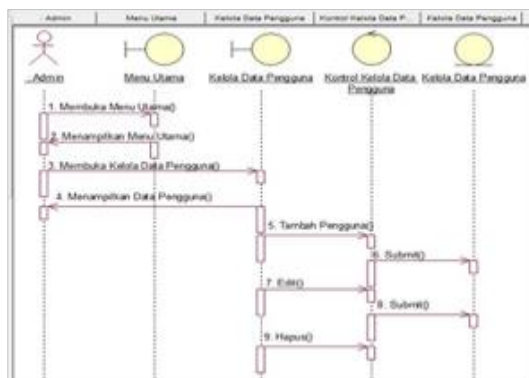 Admin
Menu Utama
Kelola Data Pengguna
Kontrol Kelola Data P...
Kelola Data Pengguna
Admin
Menu Utama
Kelola Data Pengguna
Kontrol Kelola Data
Pengguna
Kelola Data Pengguna
1. Membuka Menu Utama()
2. Menampilkan Menu Utama()
3. Membuka Kelola Data Pengguna()
4. Menampilkan Data Pengguna()
5. Tambah Pengguna()
6. Submit()
7. Edit()
8. Submit()
9. Hapus()